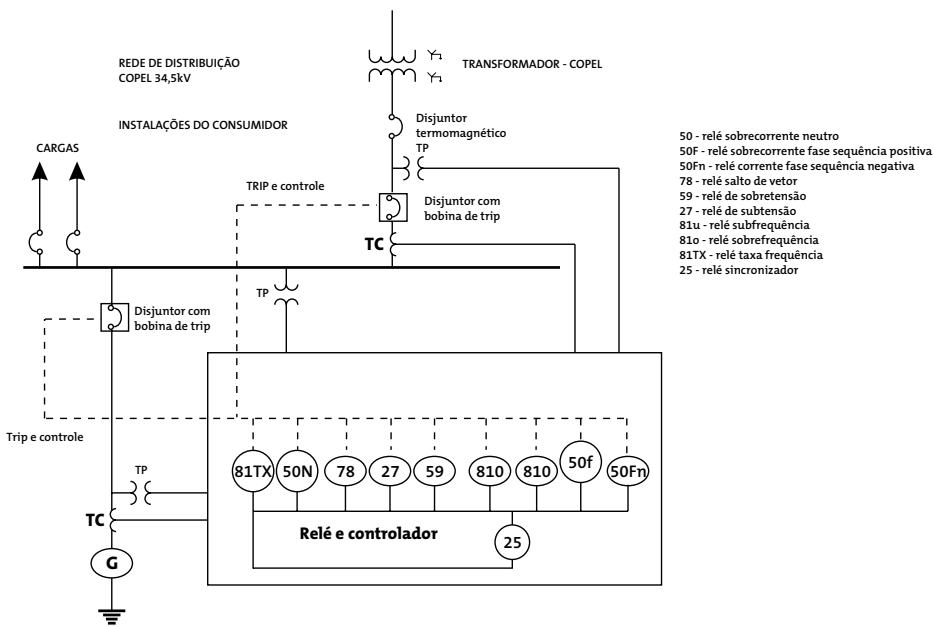 REDE DE DISTRIBUIÇÃO
COPEL 34,5kV
TRANSFORMADOR - COPEL
INSTALAÇÕES DO CONSUMIDOR
Disjuntor
termomagnético
TP
CARGAS
TRIP e controle
Disjuntor com
bobina de trip
TC
50 - relé sobrecorrente neutro
50F - relé sobrecorrente fase sequência positiva
50Fn - relé corrente fase sequência negativa
78 - relé salto de vetor
59 - relé de sobretensão
27 - relé de subtensão
81u - relé subfrequência
81o - relé sobrefrequência
81TX - relé taxa frequência
25 - relé sincronizador
TP
Disjuntor com
bobina de trip
Trip e controle
81TX
50N
78
27
59
810
810
50f
50Fn
TP
TC
Relé e controlador
25
G